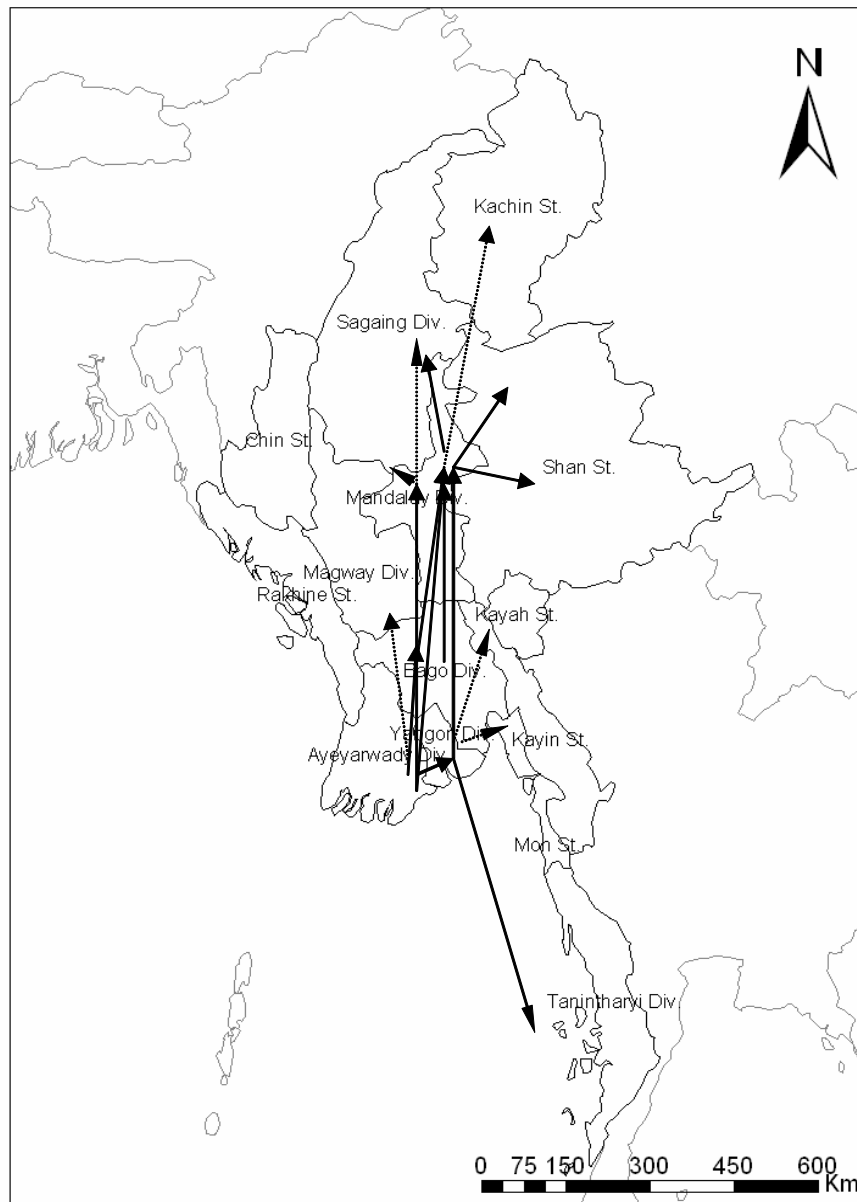 N
Kachin St.
Sagaing Div.
Chin St.
Shan St.
Mandalay Div.
Magway Div.
Rakhine St.
Kayah St.
Bago Div.
Yangon Div.
Kayin St.
Ayeyarwady Div.
Mon St.
Tanintharyi Div.
0 75 150 300 450 600
Km